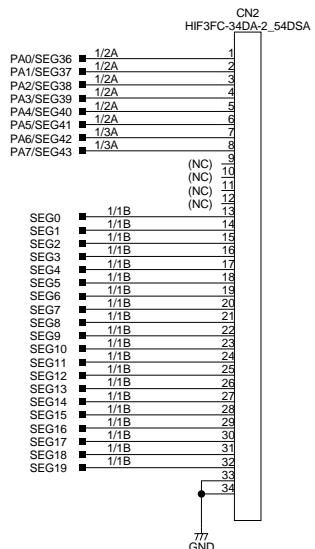 CN2
HIF3FC-34DA-2_54DSA
PA0/SEG36 1/2A 1
PA1/SEG37 1/2A 2
PA2/SEG38 1/2A 3
PA3/SEG39 1/2A 4
PA4/SEG40 1/2A 5
PA5/SEG41 1/2A 6
PA6/SEG42 1/3A 7
PA7/SEG43 1/3A 8
(NC) 9
(NC) 10
(NC) 11
(NC) 12
SEG0 1/1B 13
SEG1 1/1B 14
SEG2 1/1B 15
SEG3 1/1B 16
SEG4 1/1B 17
SEG5 1/1B 18
SEG6 1/1B 19
SEG7 1/1B 20
SEG8 1/1B 21
SEG9 1/1B 22
SEG10 1/1B 23
SEG11 1/1B 24
SEG12 1/1B 25
SEG13 1/1B 26
SEG14 1/1B 27
SEG15 1/1B 28
SEG16 1/1B 29
SEG17 1/1B 30
SEG18 1/1B 31
SEG19 1/1B 32
33
34
GND